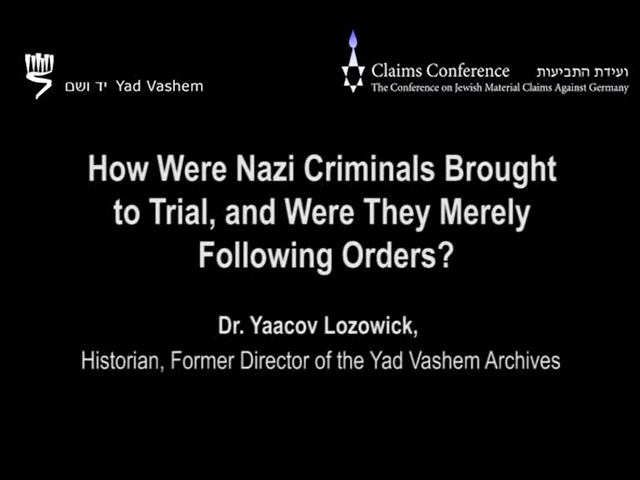 יד ושם Yad Vashem
Claims Conference ועידת התביעות
The Conference on Jewish Material Claims Against Germany
How Were Nazi Criminals Brought
to Trial, and Were They Merely
Following Orders?
Dr. Yaacov Lozowick,
Historian, Former Director of the Yad Vashem Archives